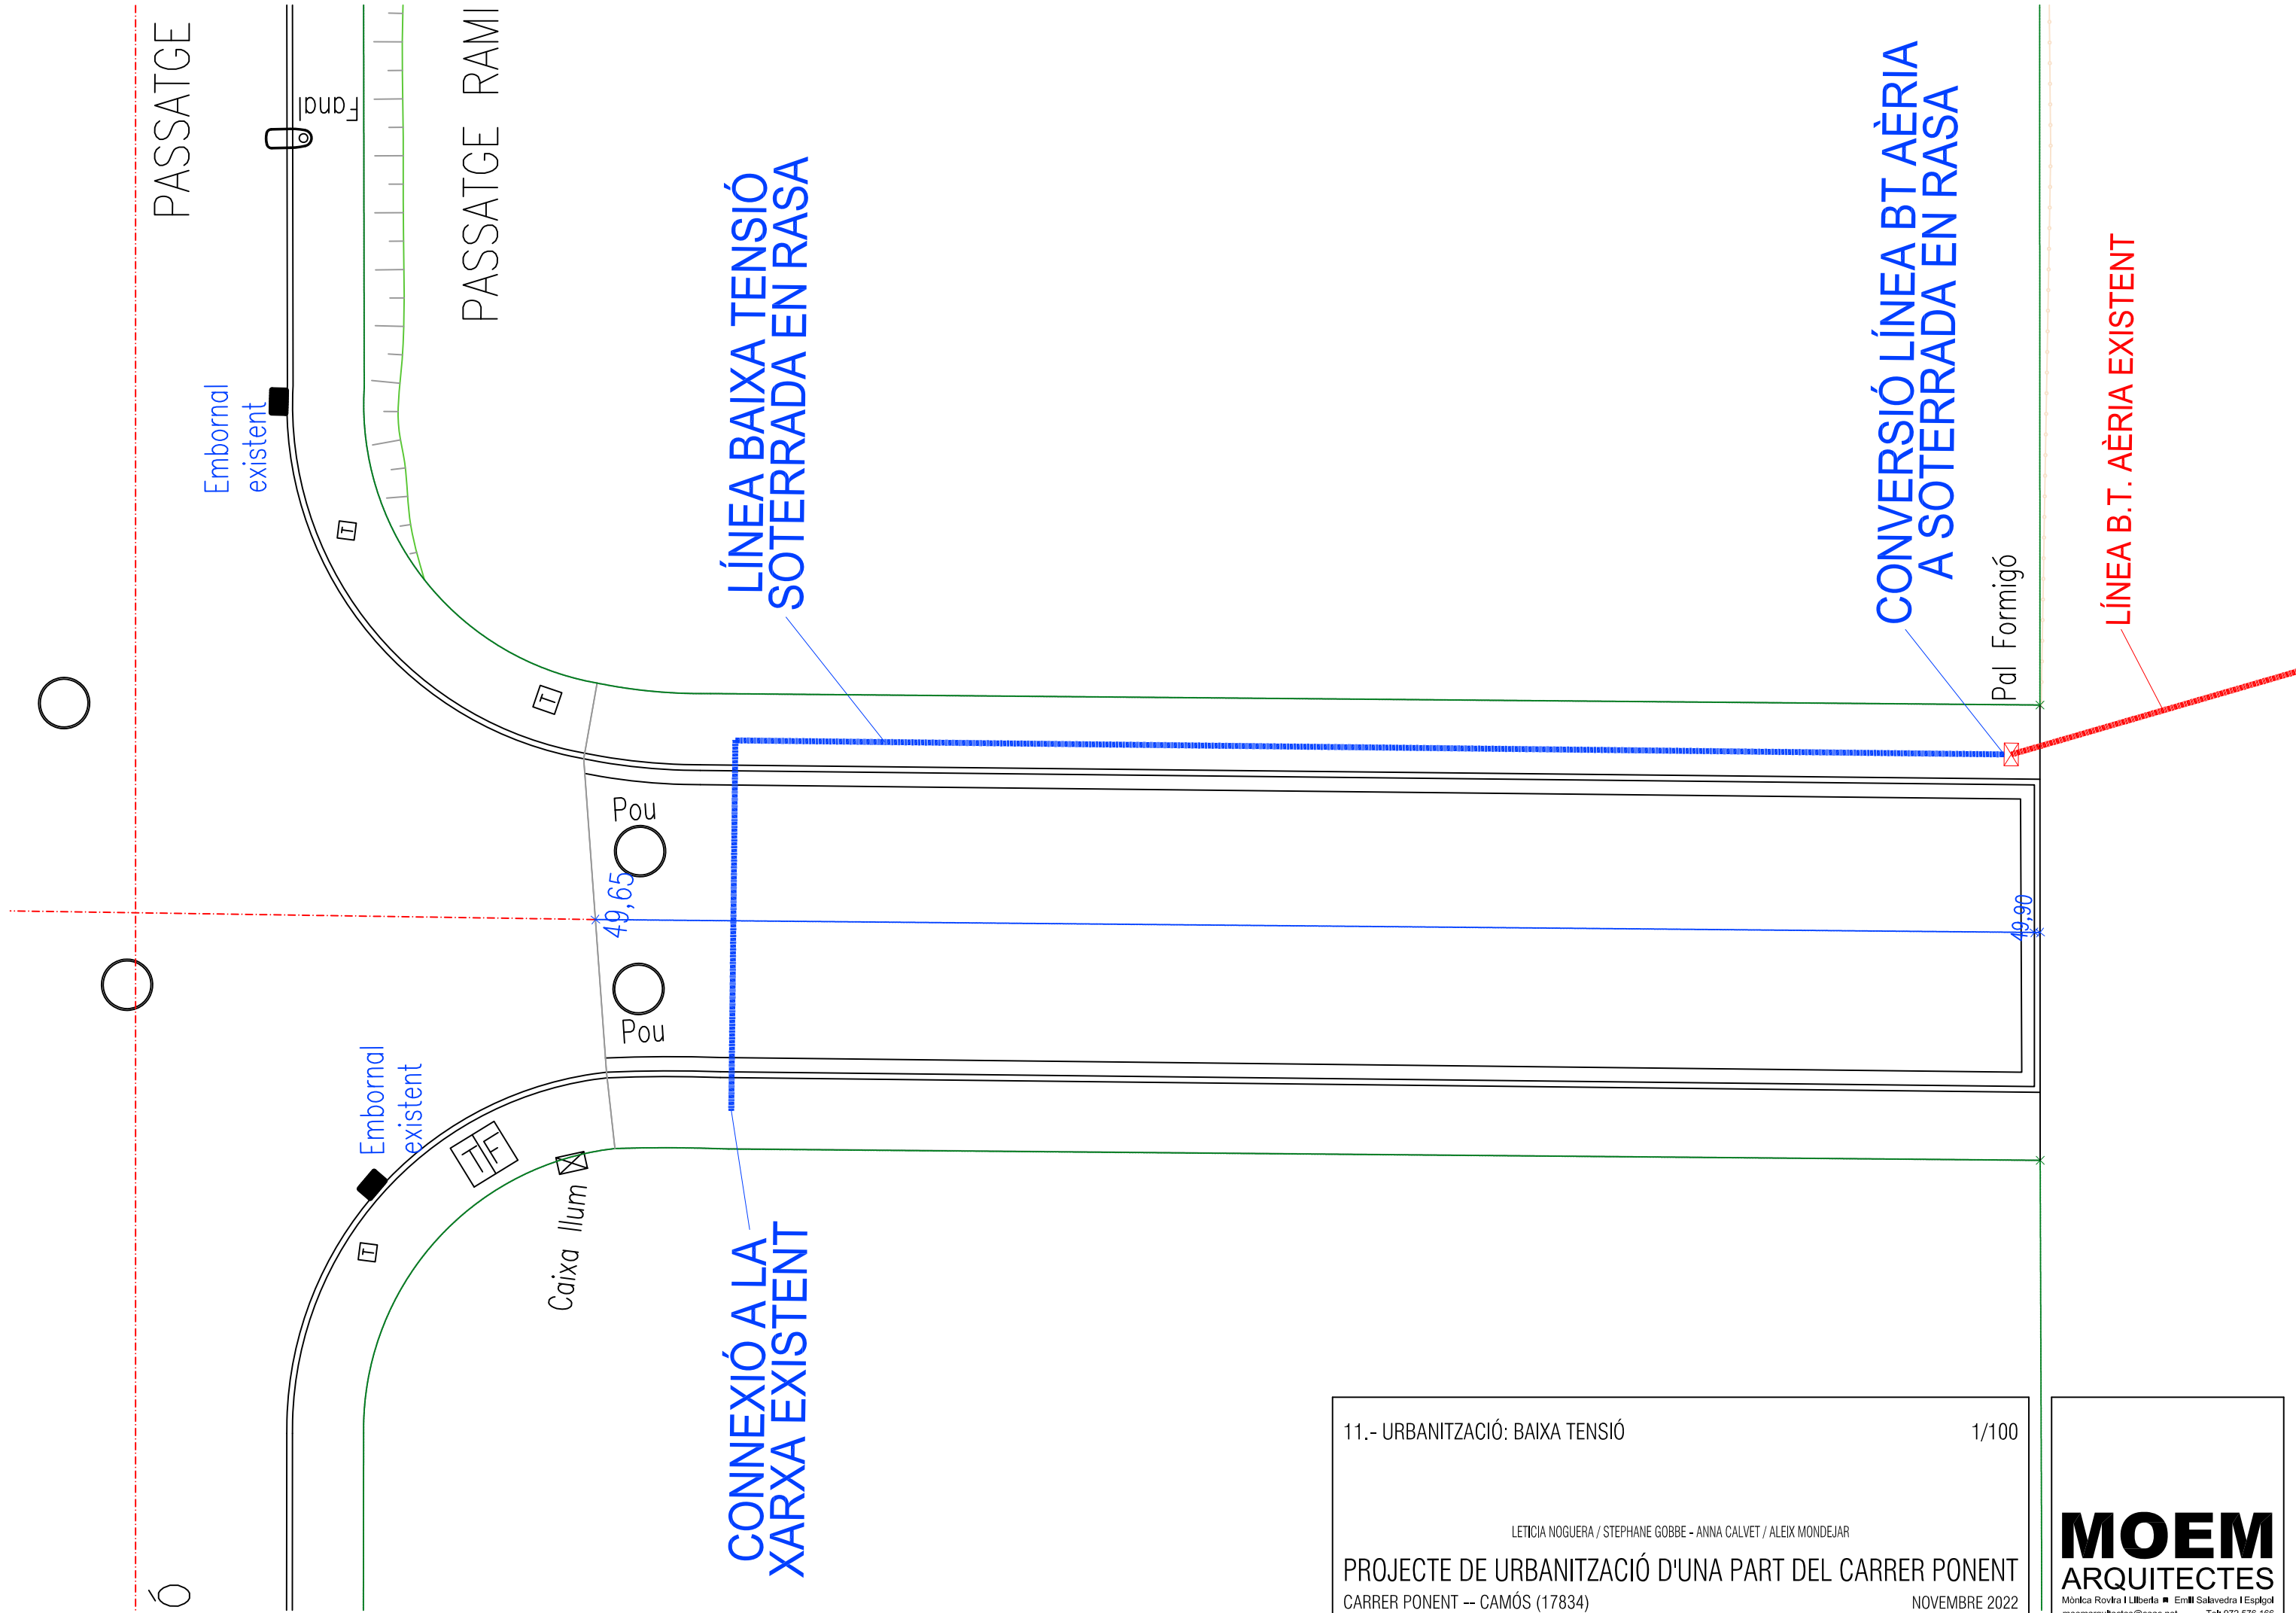 PASSATGE
Fanal
PASSATGE RAMI
Embornal
existent
T
T
LÍNEA BAIXA TENSIÓ
SOTERRADA EN RASA
CONVERSIÓ LÍNEA BT AÈRIA
A SOTERRADA EN RASA
Pal Formigó
LÍNEA B.T. AÈRIA EXISTENT
Pou
49,65
49,90
Pou
Embornal
existent
TF
T
Caixa llum
CONNEXIÓ A LA
XARXA EXISTENT
Ó
11.- URBANITZACIÓ: BAIXA TENSIÓ 1/100
LETICIA NOGUERA / STEPHANE GOBBE - ANNA CALVET / ALEIX MONDEJAR
PROJECTE DE URBANITZACIÓ D'UNA PART DEL CARRER PONENT
CARRER PONENT -- CAMÓS (17834) NOVEMBRE 2022
MOEM
ARQUITECTES
Mònica Rovira i Lliberia Emili Salavedra i Espigol